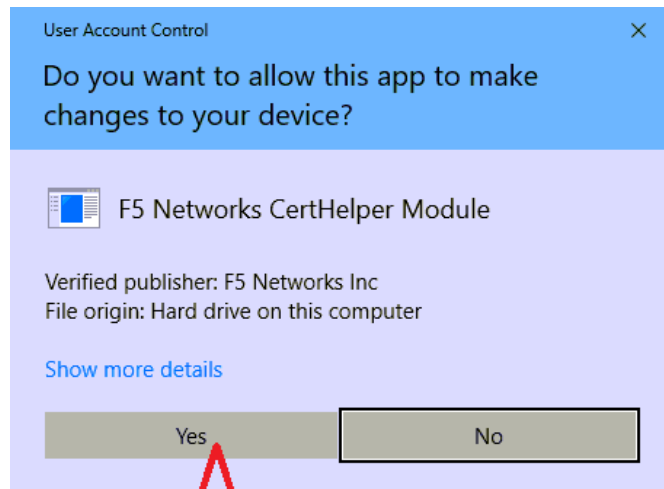 User Account Control
Do you want to allow this app to make
changes to your device?
F5 Networks CertHelper Module
Verified publisher: F5 Networks Inc
File origin: Hard drive on this computer
Show more details
Yes
No